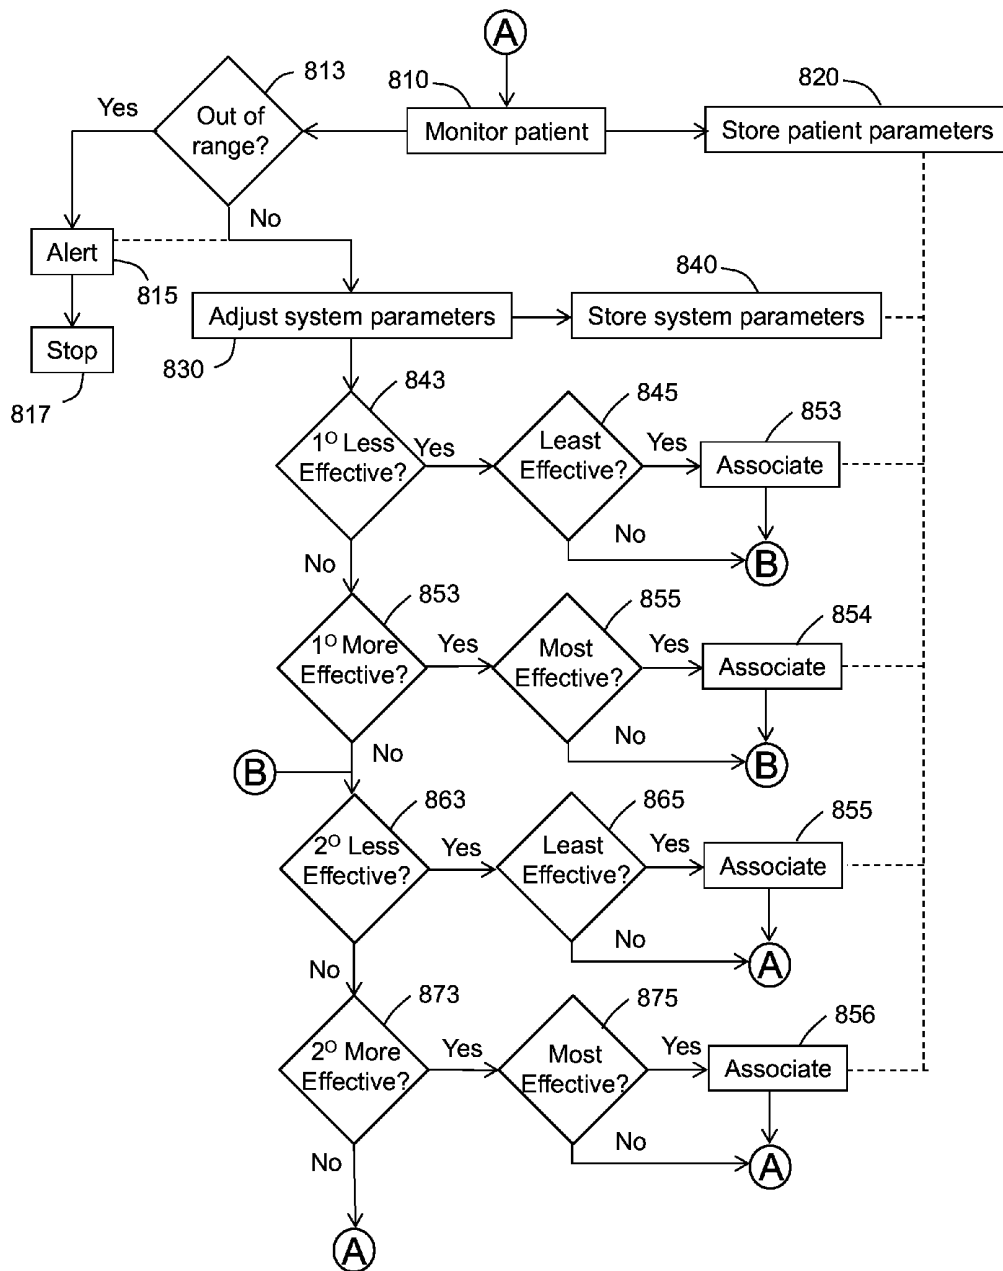 A
813
810
820
Yes
Out of
range?
Monitor patient
Store patient parameters
No
Alert
815
840
Adjust system parameters
Store system parameters
Stop
830
817
843
845
853
1º Less
Effective?
Yes
Least
Effective?
Yes
Associate
No
No
B
853
855
854
1º More
Effective?
Yes
Most
Effective?
Yes
Associate
No
No
B
B
863
865
855
2º Less
Effective?
Yes
Least
Effective?
Yes
Associate
No
No
A
873
875
856
2º More
Effective?
Yes
Most
Effective?
Yes
Associate
No
No
A
A